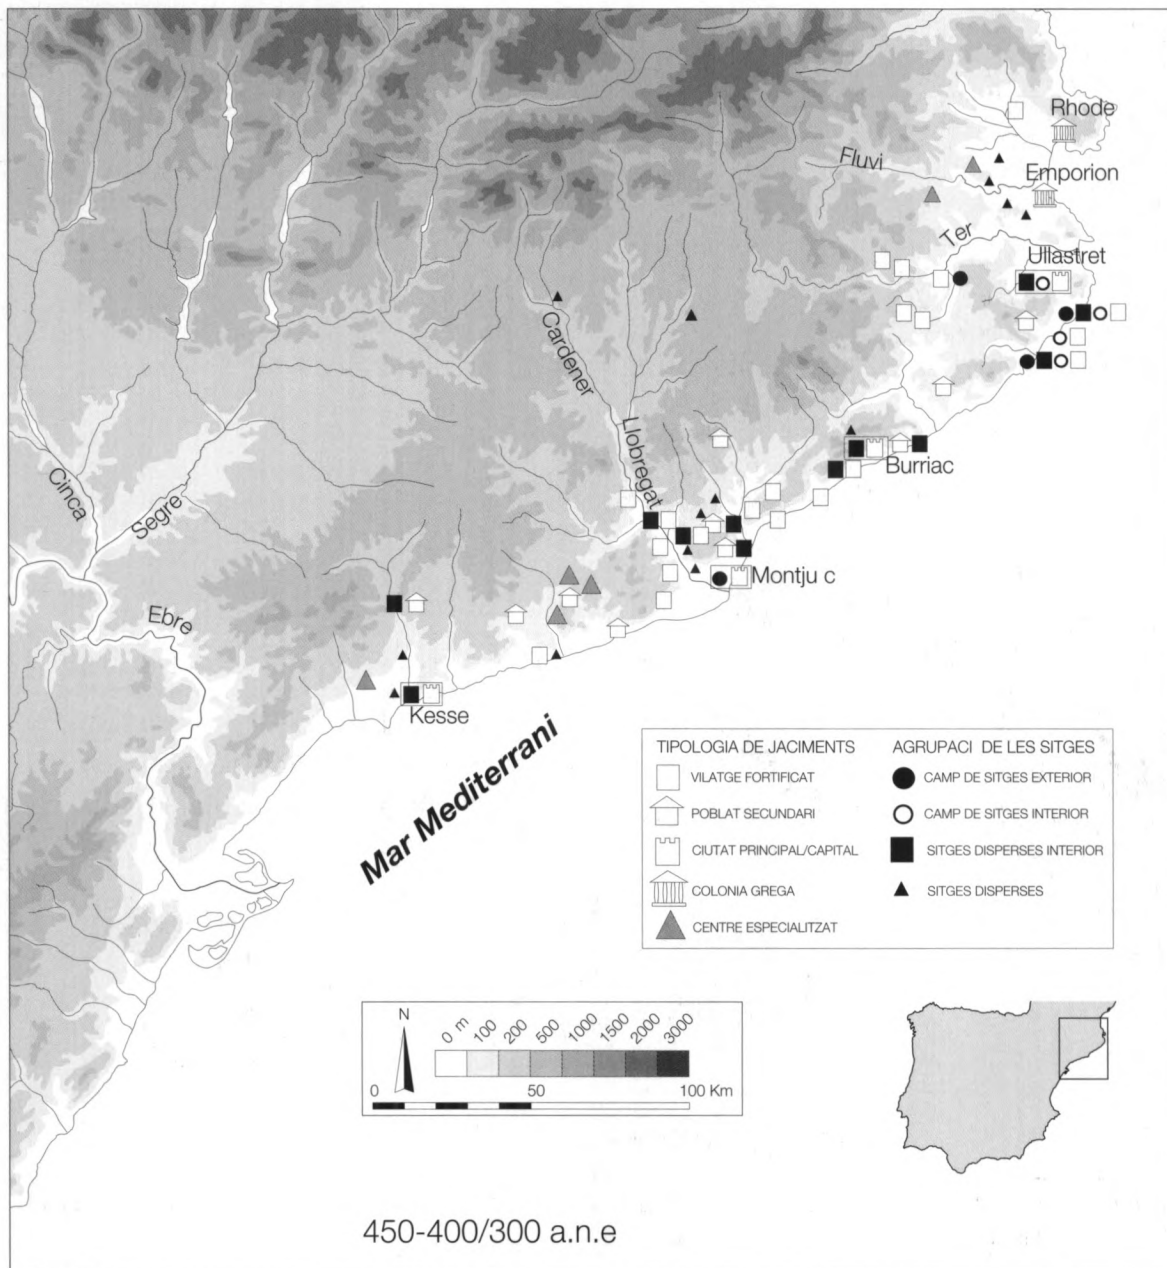 Rhode
Fluvi
Emporion
Ter
Ullastret
Cardener
Llobregat
Burriac
Cinca
Segre
Montju c
Ebre
Kesse
Mar Mediterrani
TIPOLOGIA DE JACIMENTS
VILATGE FORTIFICAT
POBLAT SECUNDARI
CIUTAT PRINCIPAL/CAPITAL
COLONIA GREGA
CENTRE ESPECIALITZAT
AGRUPACI DE LES SITGES
CAMP DE SITGES EXTERIOR
CAMP DE SITGES INTERIOR
SITGES DISPERSES INTERIOR
SITGES DISPERSES
N
0 m 100 200 500 1000 1500 2000 3000
0 50 100 Km
450-400/300 a.n.e